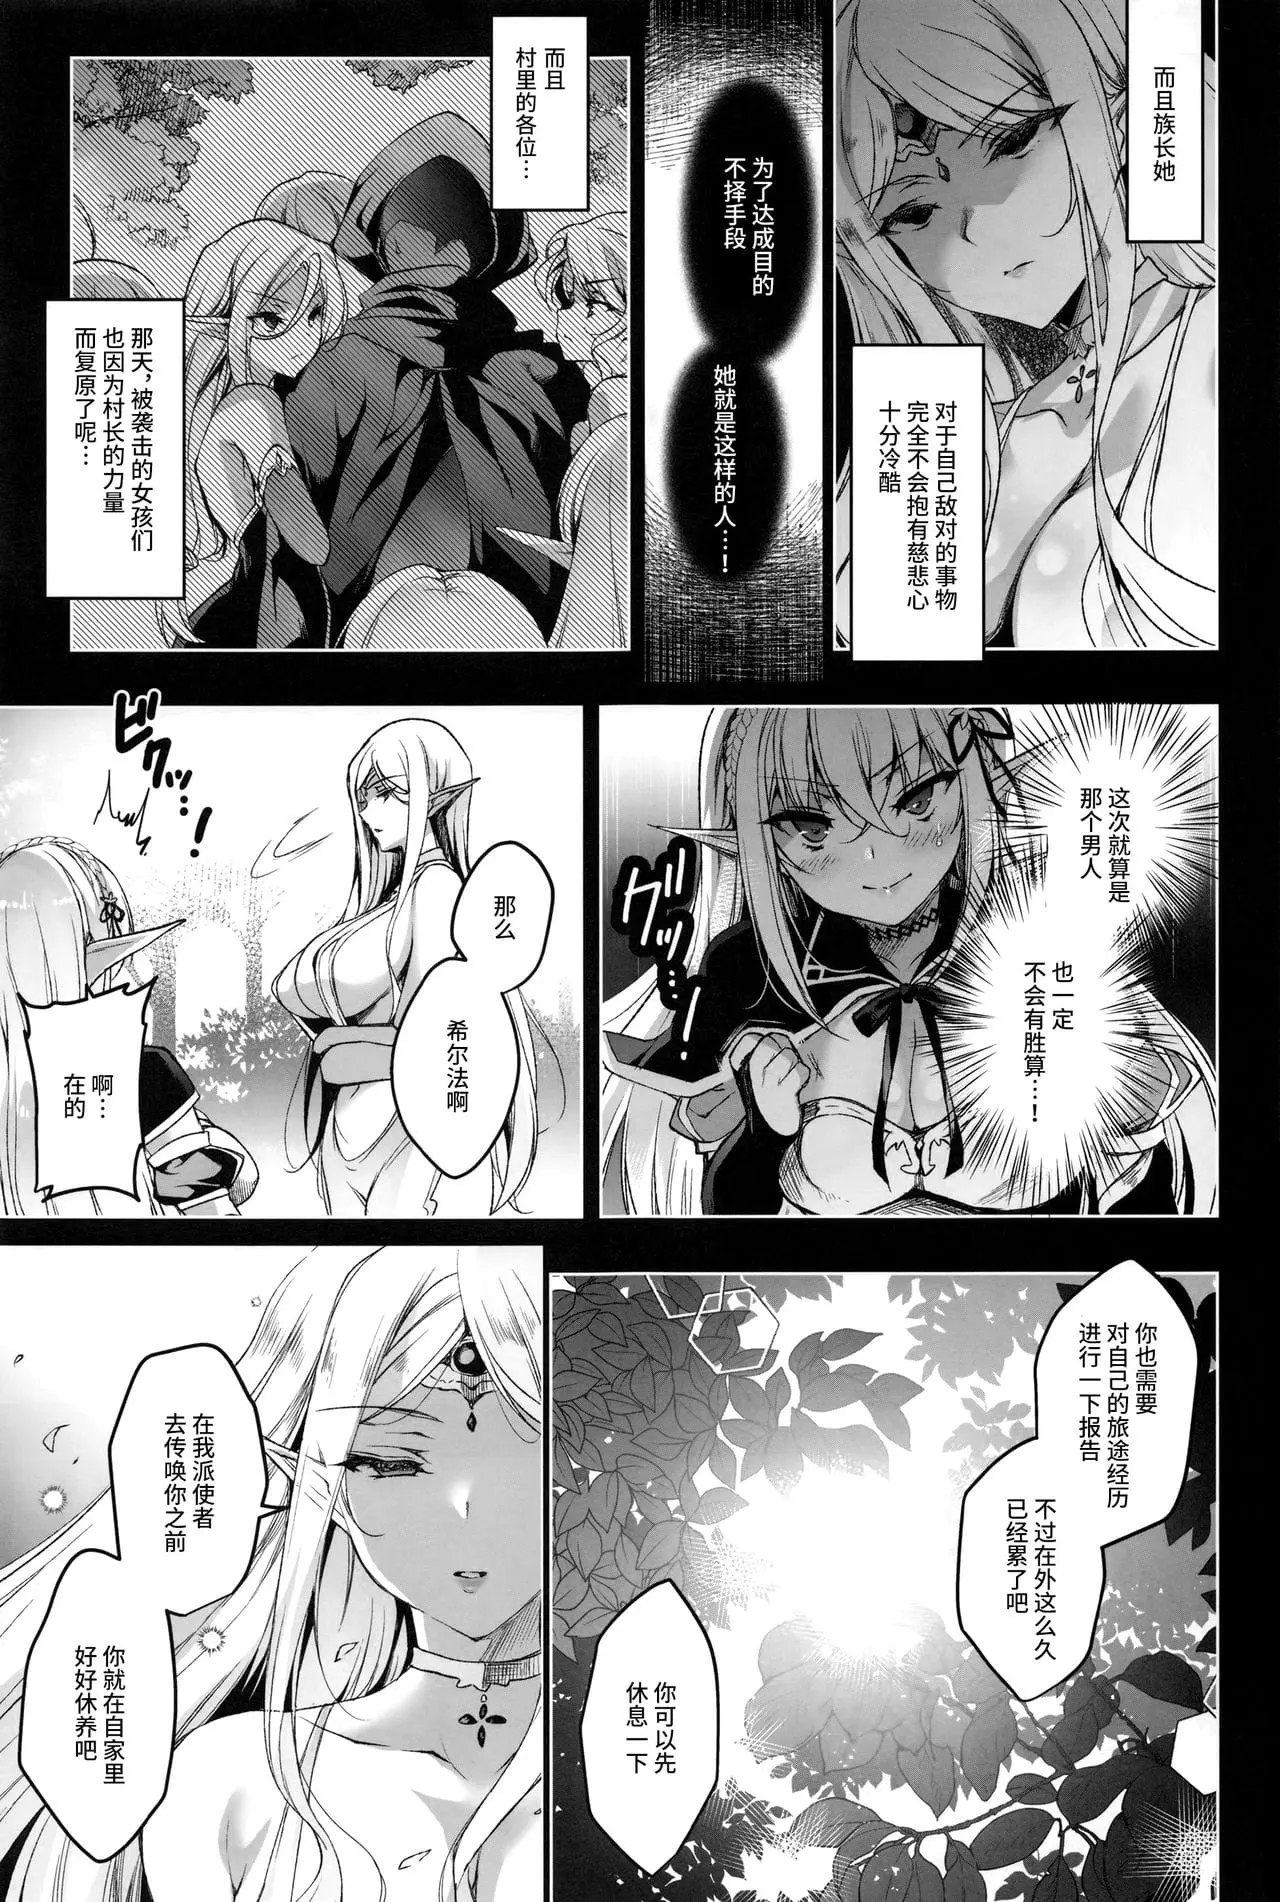 而且族长她
对于自己敌对的事物
完全不会抱有慈悲心
十分冷酷
为了达成目的
不择手段
她就是这样的人…！
而且
村里的各位…
那天，被袭击的女孩们
也因为村长的力量
而复原了呢…
这次就算是
那个男人
也一定
不会有胜算…！
グッ…！
那么
希尔法啊
ビクッ…！
啊…
在的
你也需要
对自己的旅途经历
进行一下报告
不过在外这么久
已经累了吧
你可以先
休息一下
在我派使者
去传唤你之前
你就在自家里
好好休养吧